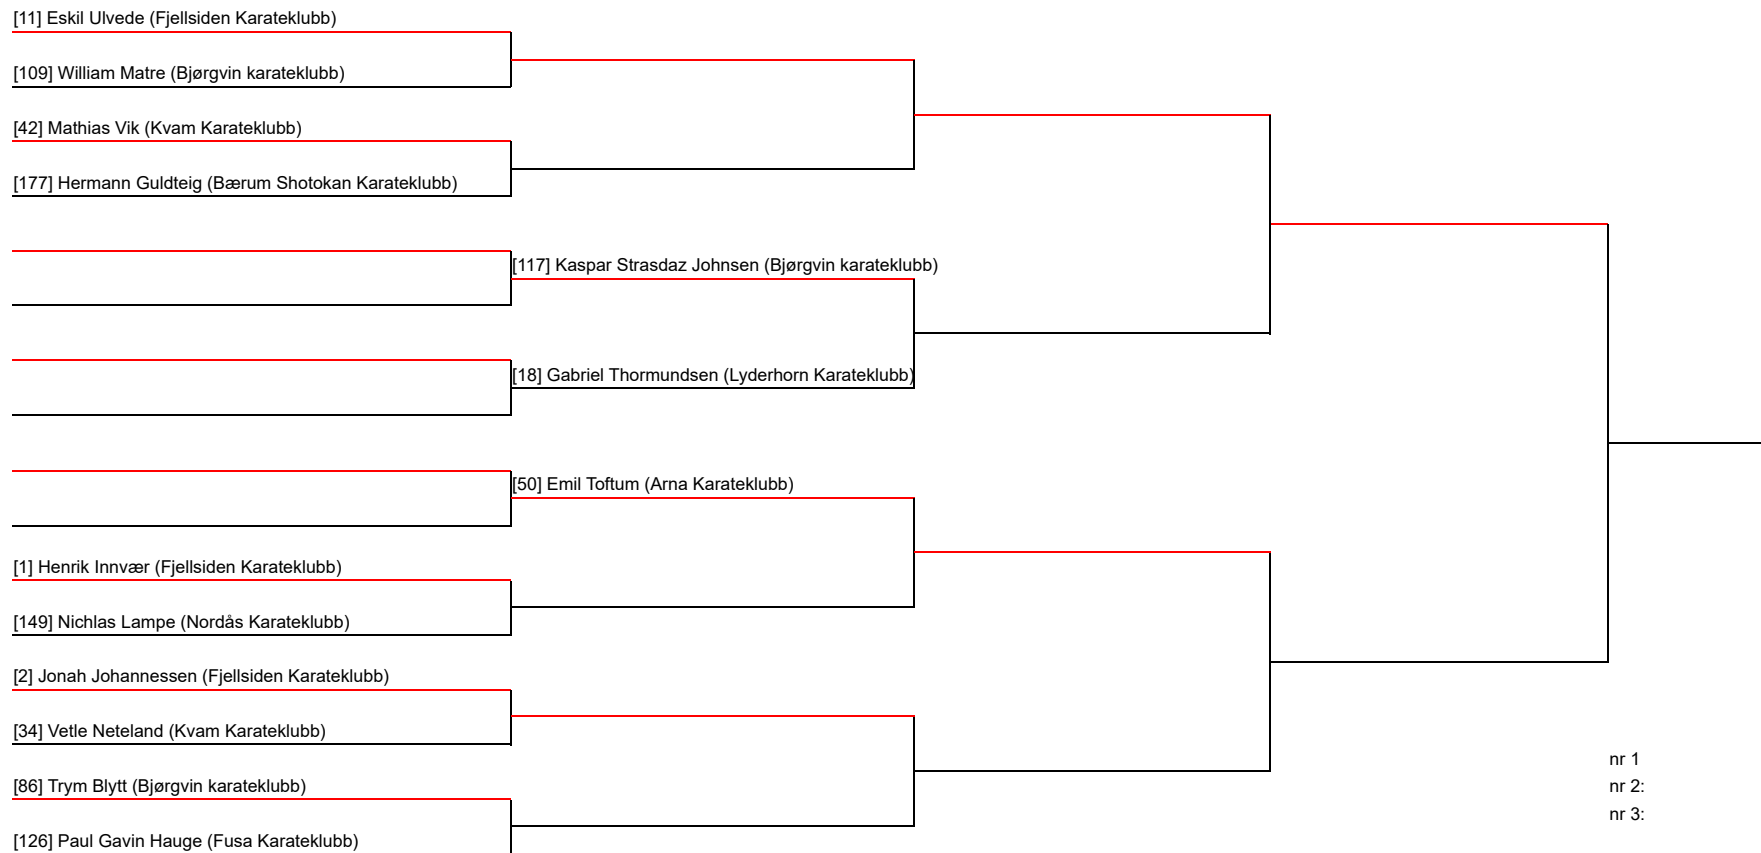 [11] Eskil Ulvede (Fjellsiden Karateklubb)
[109] William Matre (Bjørgvin karateklubb)
[42] Mathias Vik (Kvam Karateklubb)
[177] Hermann Guldteig (Bærum Shotokan Karateklubb)
[117] Kaspar Strasdaz Johnsen (Bjørgvin karateklubb)
[18] Gabriel Thormundsen (Lyderhorn Karateklubb)
[50] Emil Toftum (Arna Karateklubb)
[1] Henrik Innvær (Fjellsiden Karateklubb)
[149] Nichlas Lampe (Nordås Karateklubb)
[2] Jonah Johannessen (Fjellsiden Karateklubb)
[34] Vetle Neteland (Kvam Karateklubb)
[86] Trym Blytt (Bjørgvin karateklubb)
[126] Paul Gavin Hauge (Fusa Karateklubb)
nr 1
nr 2:
nr 3: